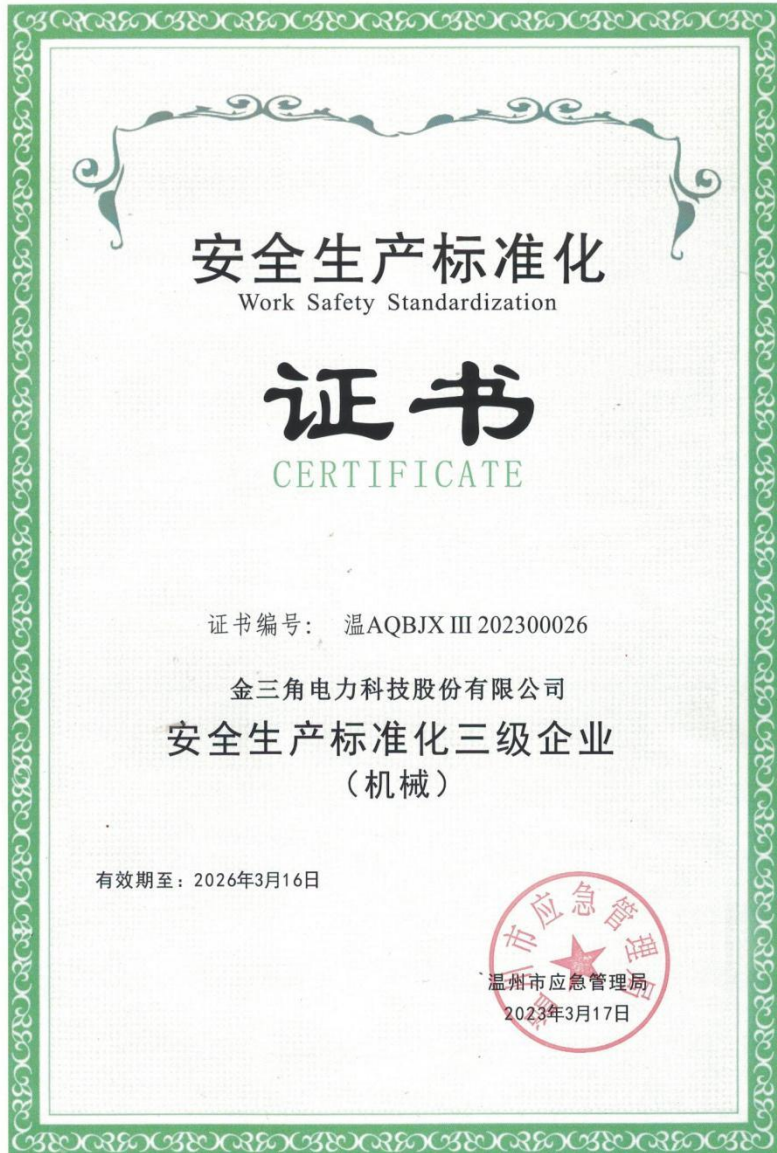 安全生产标准化
Work Safety Standardization
证书
CERTIFICATE
证书编号： 温AQBJX III 202300026
金三角电力科技股份有限公司
安全生产标准化三级企业
（机械）
有效期至：2026年3月16日
温州市应急管理局
温州市应急管理局
2023年3月17日